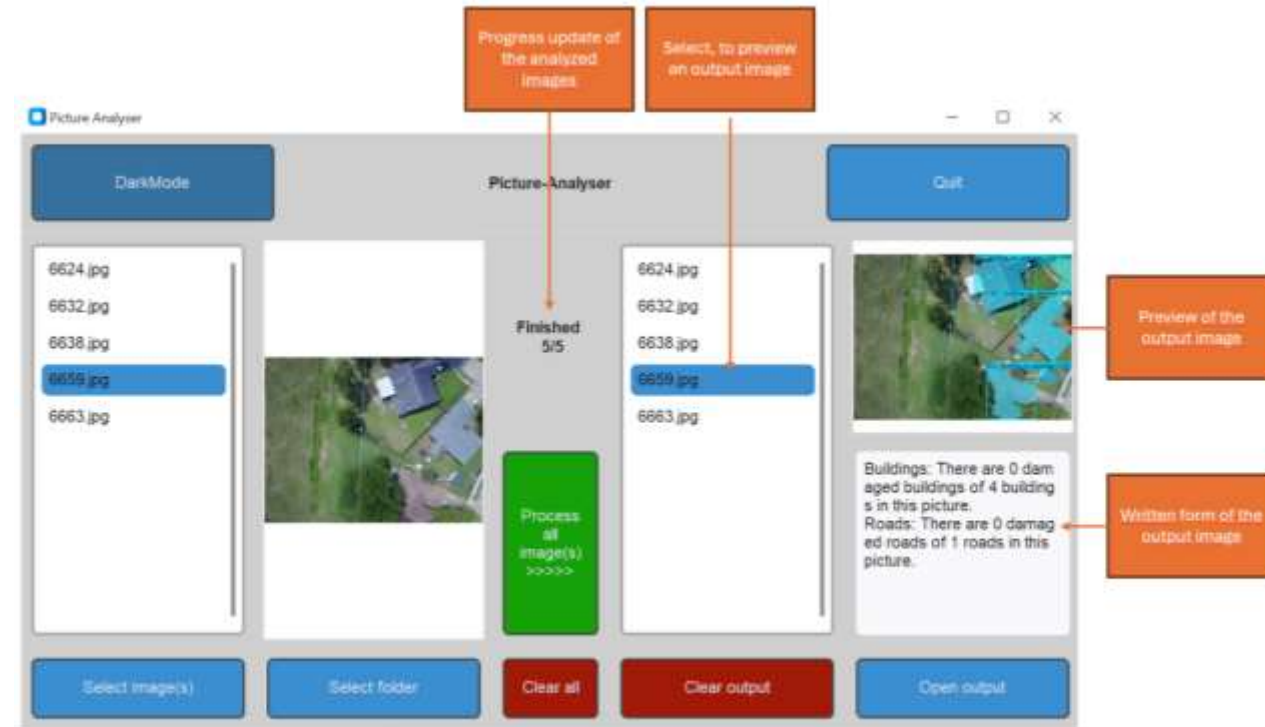 Progress update of
the analyzed
images
Select, to preview
an output image
Picture Analyser
DarkMode
Picture-Analyser
Quit
6624.jpg
6632.jpg
6638.jpg
6659.jpg
6663.jpg
Finished
5/5
Process
all
image(s)
>>>>>
6624.jpg
6632.jpg
6638.jpg
6659.jpg
6663.jpg
Preview of the
output image
Buildings: There are 0 dam
aged buildings of 4 building
s in this picture.
Roads: There are 0 damag
ed roads of 1 roads in this
picture.
Written form of the
output image
Select image(s)
Select folder
Clear all
Clear output
Open output